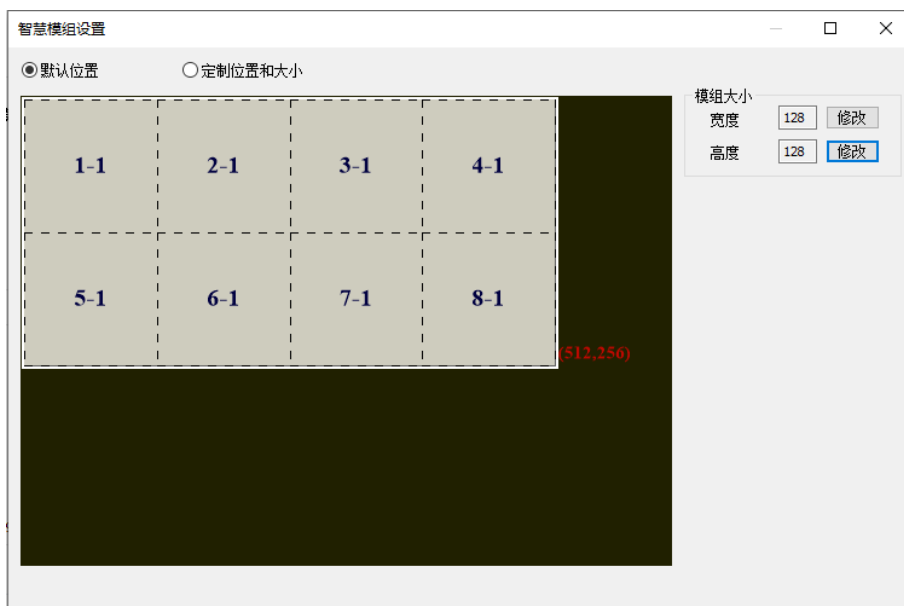 智慧模组设置
默认位置
定制位置和大小
模组大小
宽度 128 修改
高度 128 修改
1-1 2-1 3-1 4-1
5-1 6-1 7-1 8-1
(512,256)